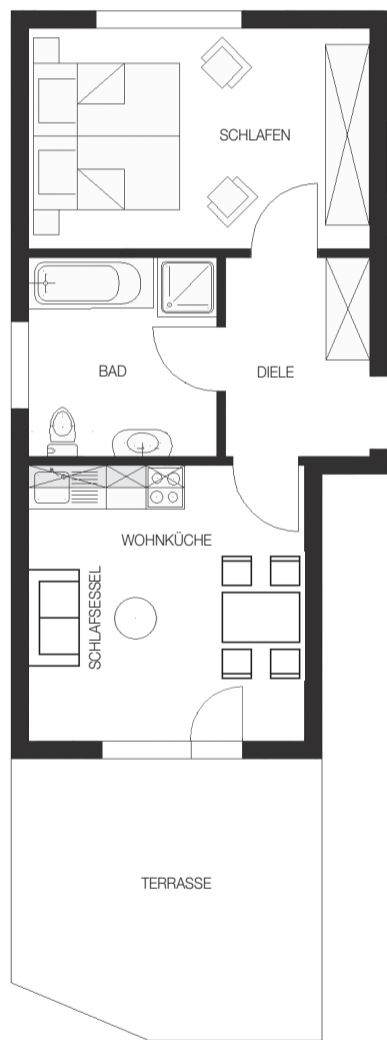 SCHLAFEN
BAD
DIELE
WOHNKÜCHE
SCHLAFSESSEL
TERRASSE